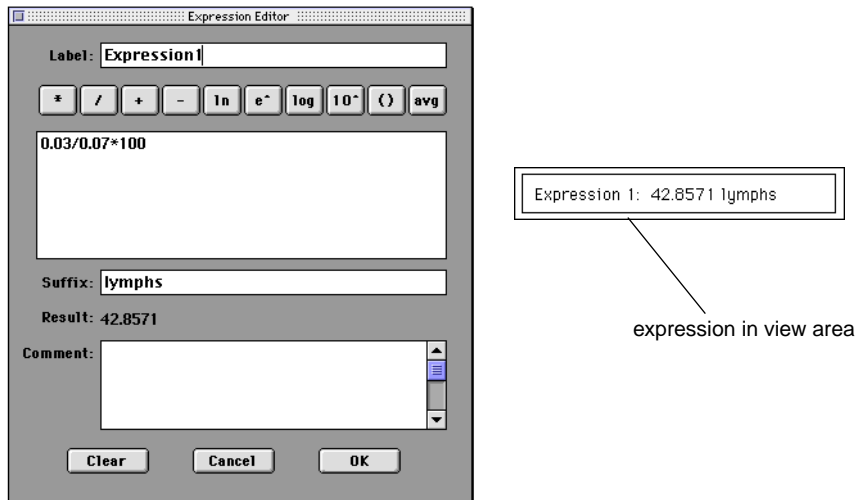 Expression Editor
Label: Expression1
* / + - ln e^ log 10^ () avg
0.03/0.07*100
Suffix: lymphs
Result: 42.8571
Comment:
Clear Cancel OK
Expression 1: 42.8571 lymphs
expression in view area